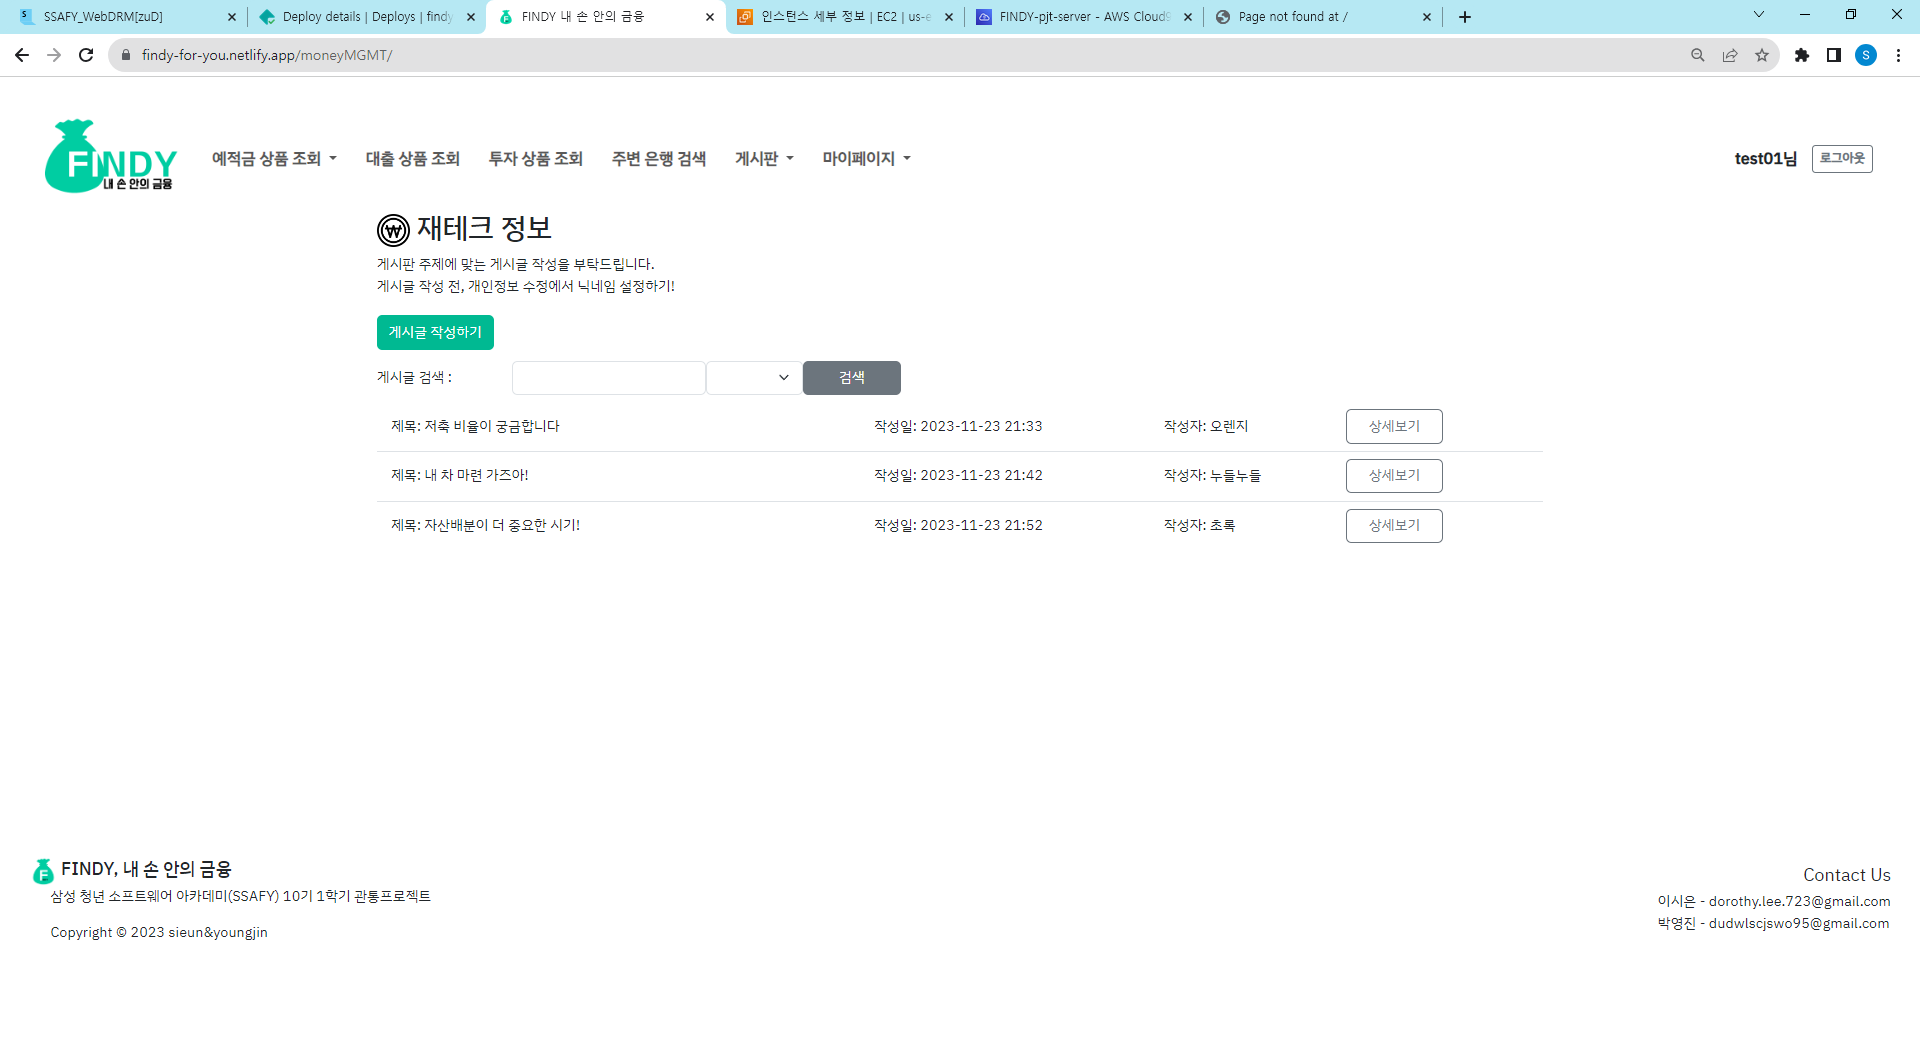 SSAFY_WebDRM[zuD]
Deploy details | Deploys | findy
FINDY 내 손 안의 금융
인스턴스 세부 정보 | EC2 | us-e
FINDY-pjt-server - AWS Cloud9
Page not found at /
findy-for-you.netlify.app/moneyMGMT/
S
FINDY
내 손 안의 금융
예적금 상품 조회
대출 상품 조회
투자 상품 조회
주변 은행 검색
게시판
마이페이지
test01님
로그아웃
재테크 정보
게시판 주제에 맞는 게시글 작성을 부탁드립니다.
게시글 작성 전, 개인정보 수정에서 닉네임 설정하기!
게시글 작성하기
게시글 검색 :
검색
제목: 저축 비율이 궁금합니다 작성일: 2023-11-23 21:33 작성자: 오렌지 상세보기
제목: 내 차 마련 가즈아! 작성일: 2023-11-23 21:42 작성자: 누들누들 상세보기
제목: 자산배분이 더 중요한 시기! 작성일: 2023-11-23 21:52 작성자: 초록 상세보기
F
FINDY, 내 손 안의 금융
삼성 청년 소프트웨어 아카데미(SSAFY) 10기 1학기 관통프로젝트
Copyright © 2023 sieun&youngjin
Contact Us
이시은 - dorothy.lee.723@gmail.com
박영진 - dudwlscjswo95@gmail.com